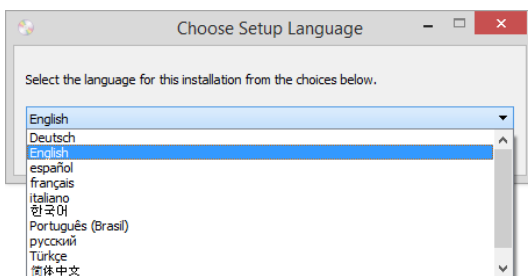 Choose Setup Language
Select the language for this installation from the choices below.
English
Deutsch
English
español
français
italiano
한국어
Português (Brasil)
русский
Türkçe
简体中文